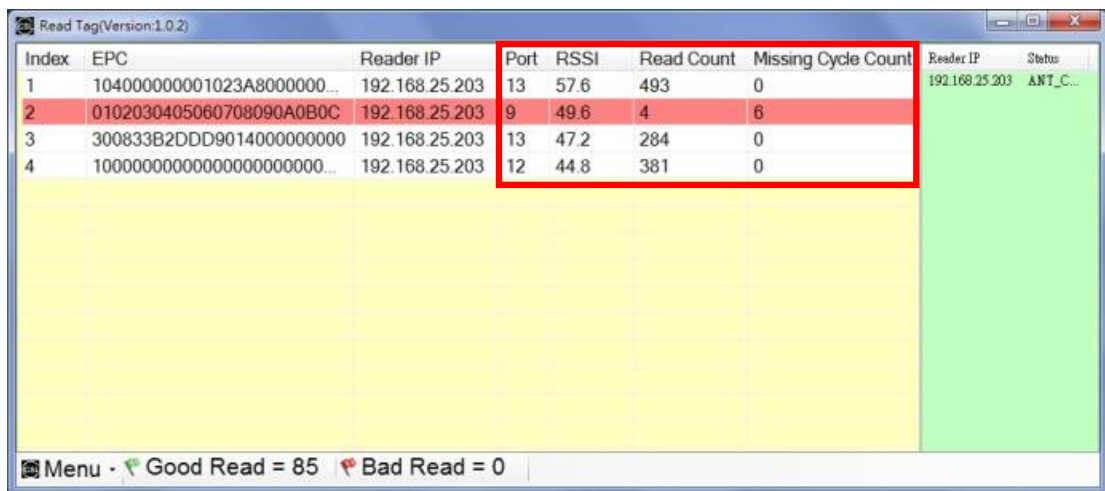 Read Tag(Version:1.0.2)
Index EPC Reader IP Port RSSI Read Count Missing Cycle Count Reader IP Status
1 104000000001023A8000000... 192.168.25.203 13 57.6 493 0 192.168.25.203 ANT_C...
2 0102030405060708090A0B0C 192.168.25.203 9 49.6 4 6
3 300833B2DDD9014000000000 192.168.25.203 13 47.2 284 0
4 10000000000000000000000... 192.168.25.203 12 44.8 381 0
Menu Good Read = 85 Bad Read = 0